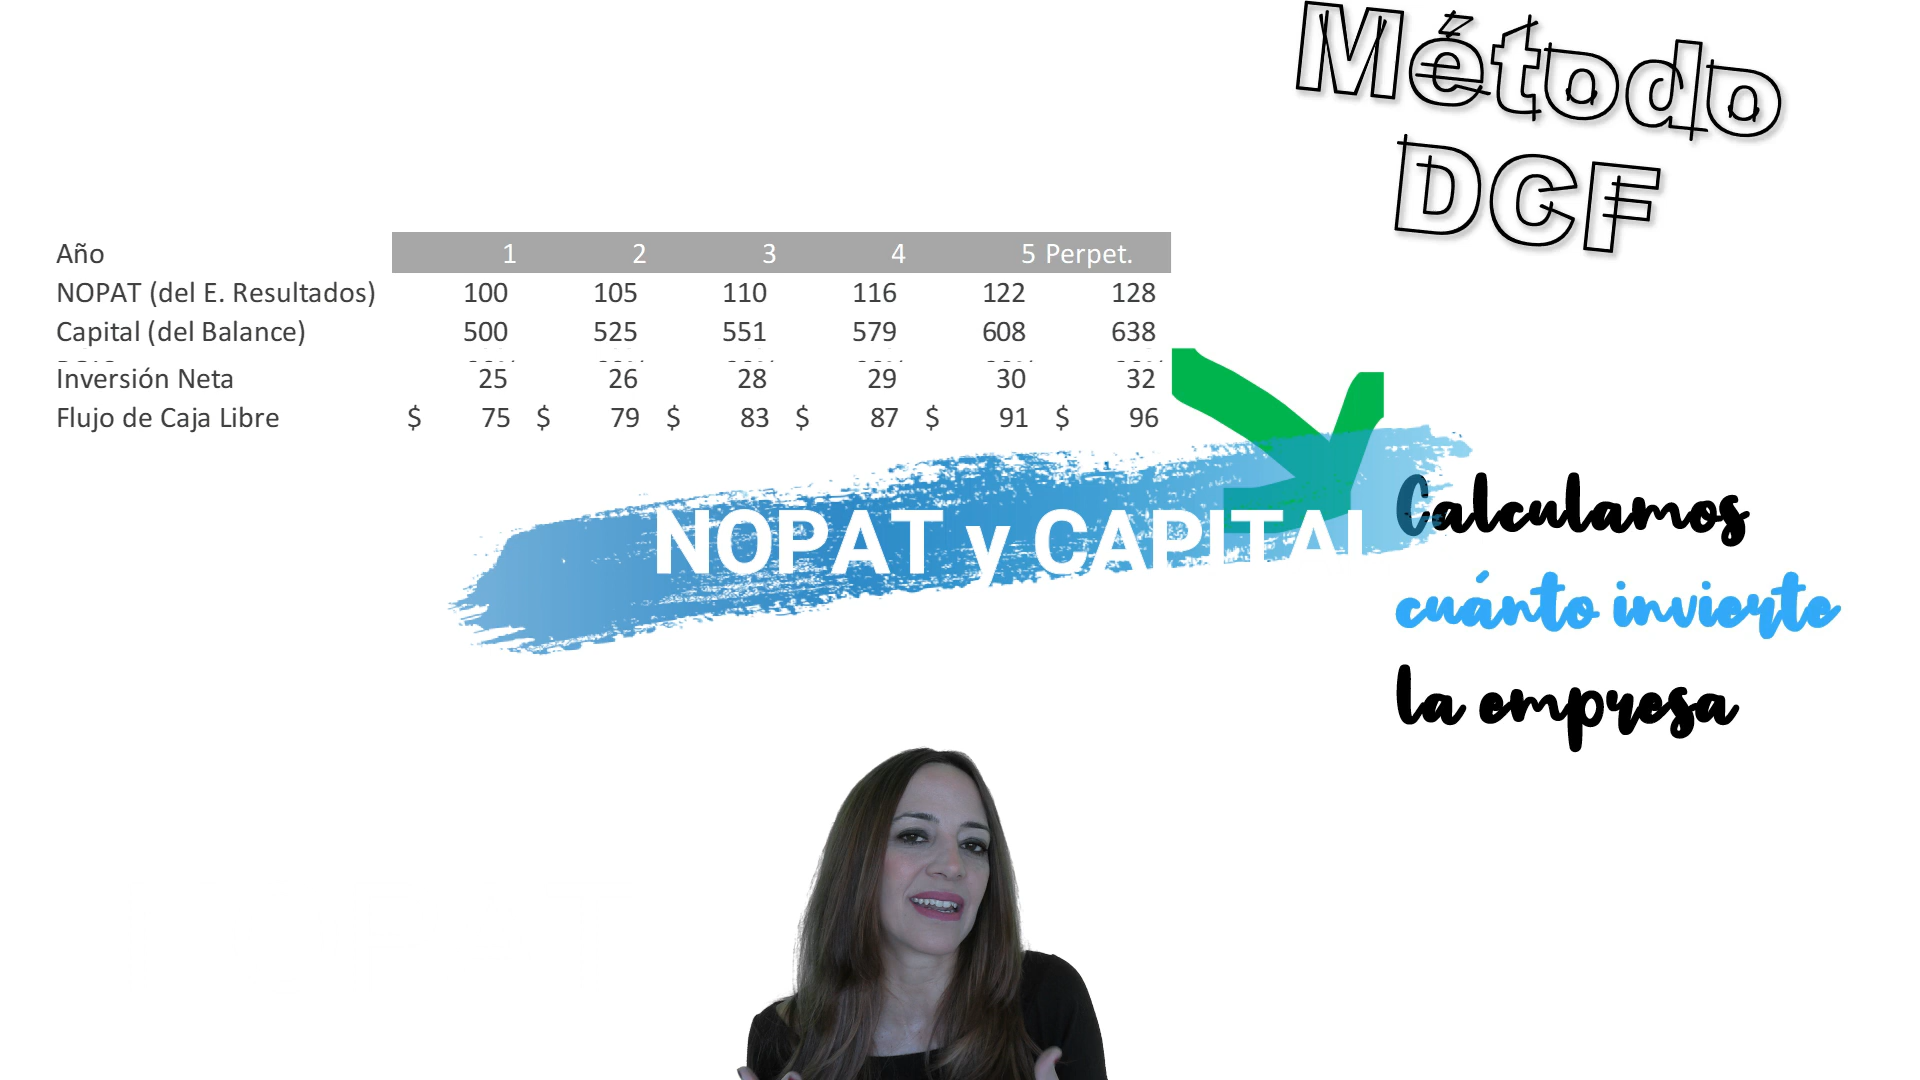 Método
DCF
Año 1 2 3 4 5 Perpet.
NOPAT (del E. Resultados) 100 105 110 116 122 128
Capital (del Balance) 500 525 551 579 608 638
Inversión Neta 25 26 28 29 30 32
Flujo de Caja Libre $ 75 $ 79 $ 83 $ 87 $ 91 $ 96
NOPAT y CAPITAL
Calculamos
cuánto invierte
la empresa